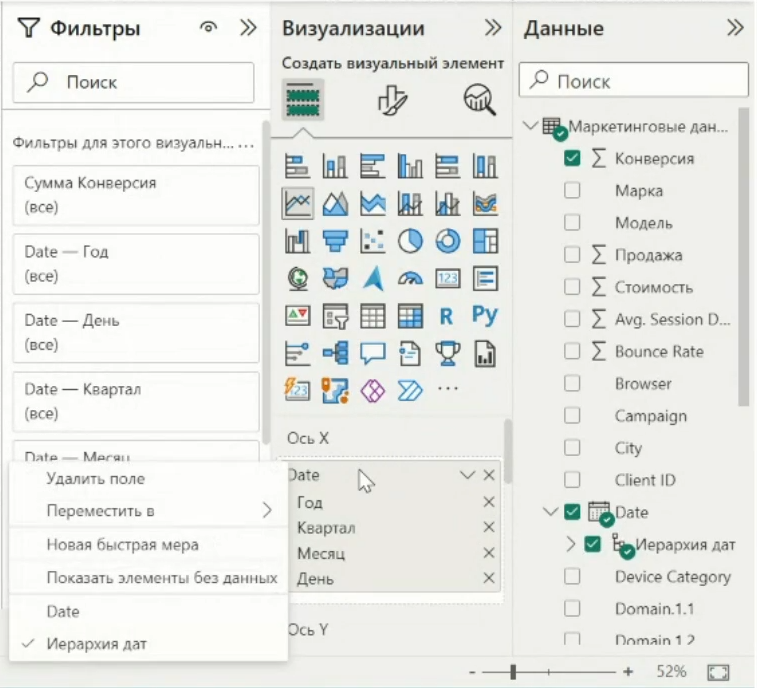 Фильтры
Поиск
Фильтры для этого визуальн... ...
Сумма Конверсия
(все)
Date — Год
(все)
Date — День
(все)
Date — Квартал
(все)
Date — Месяц
Удалить поле
Переместить в
Новая быстрая мера
Показать элементы без данных
Date
Иерархия дат
Визуализации
Создать визуальный элемент
123
R
Py
123
...
Ось X
Date
Год
Квартал
Месяц
День
Ось Y
Данные
Поиск
Маркетинговые дан...
∑ Конверсия
Марка
Модель
∑ Продажа
∑ Стоимость
∑ Avg. Session D...
∑ Bounce Rate
Browser
Campaign
City
Client ID
Date
Иерархия дат
Device Category
Domain.1.1
Domain.1.2
- + 52%